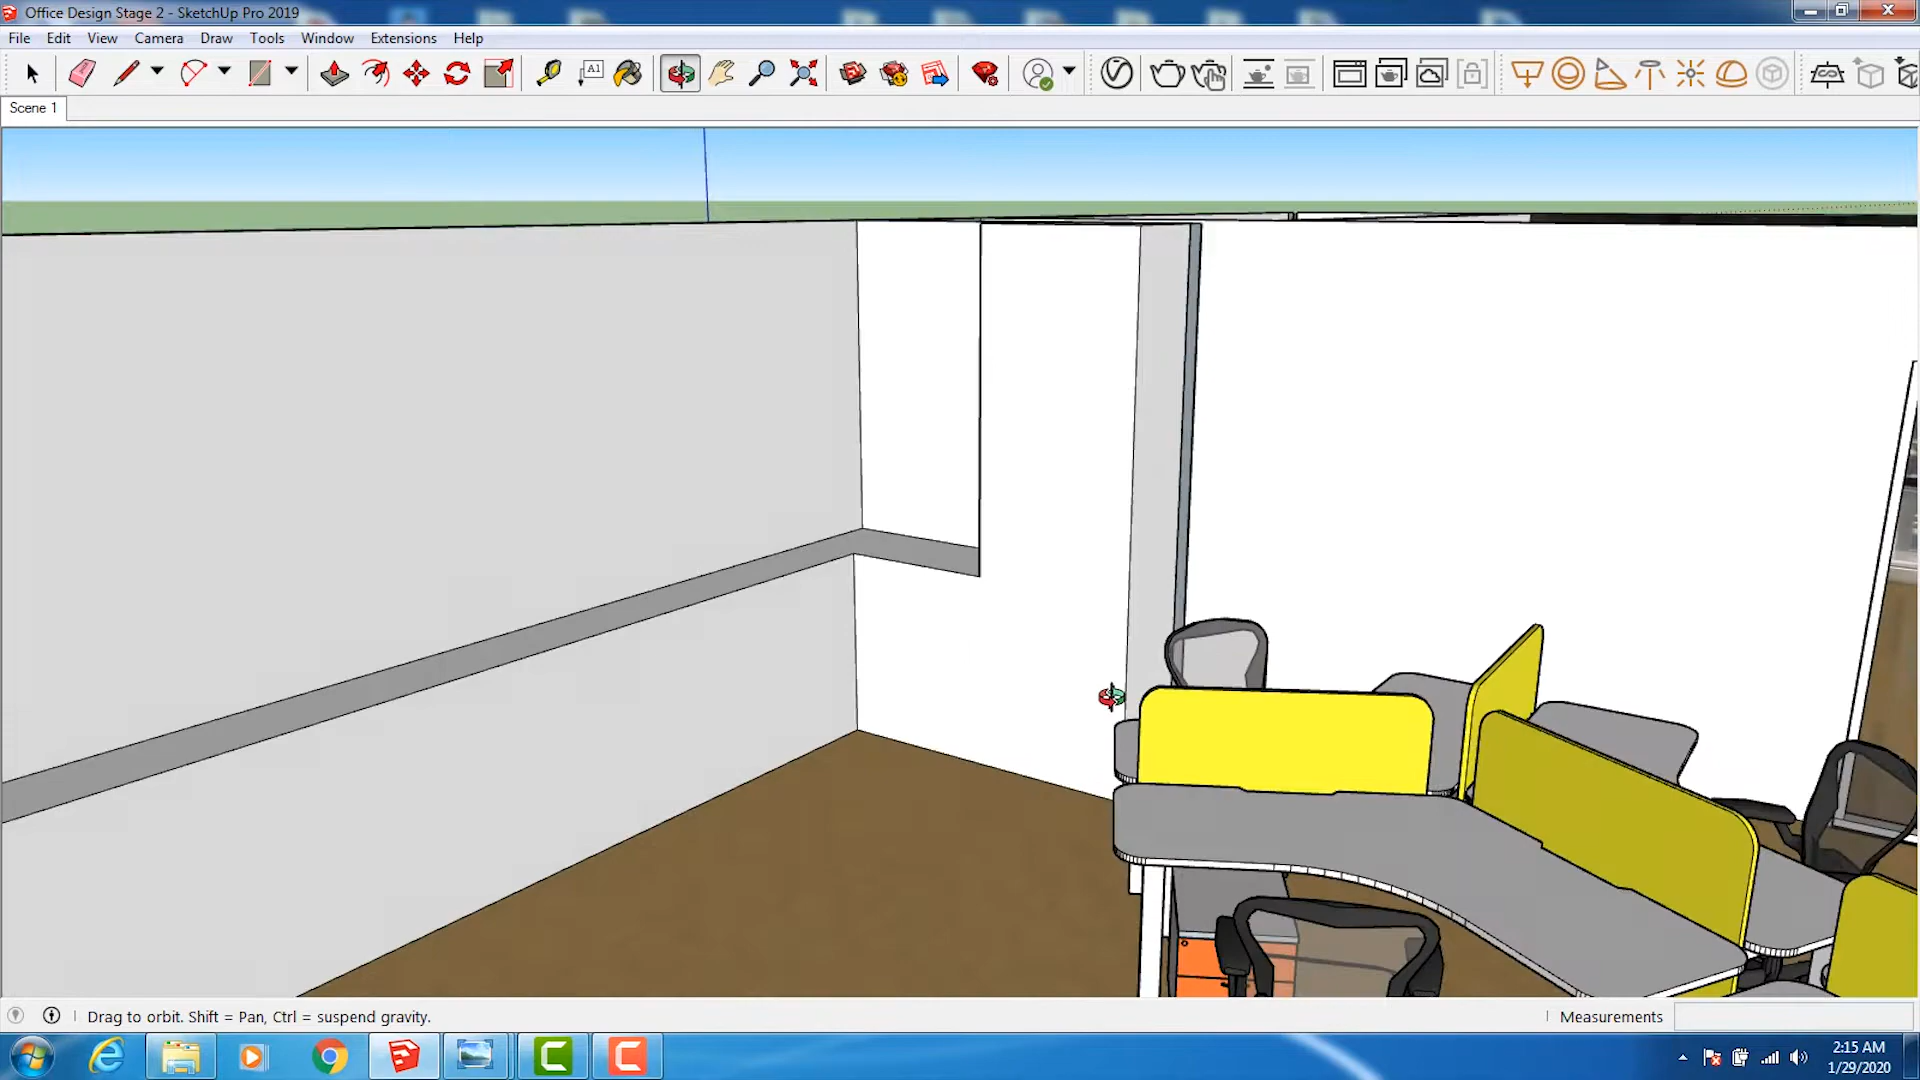 Office Design Stage 2 - SketchUp Pro 2019
File Edit View Camera Draw Tools Window Extensions Help
A1
Scene 1
Drag to orbit. Shift = Pan, Ctrl = suspend gravity.
Measurements
2:15 AM
1/29/2020